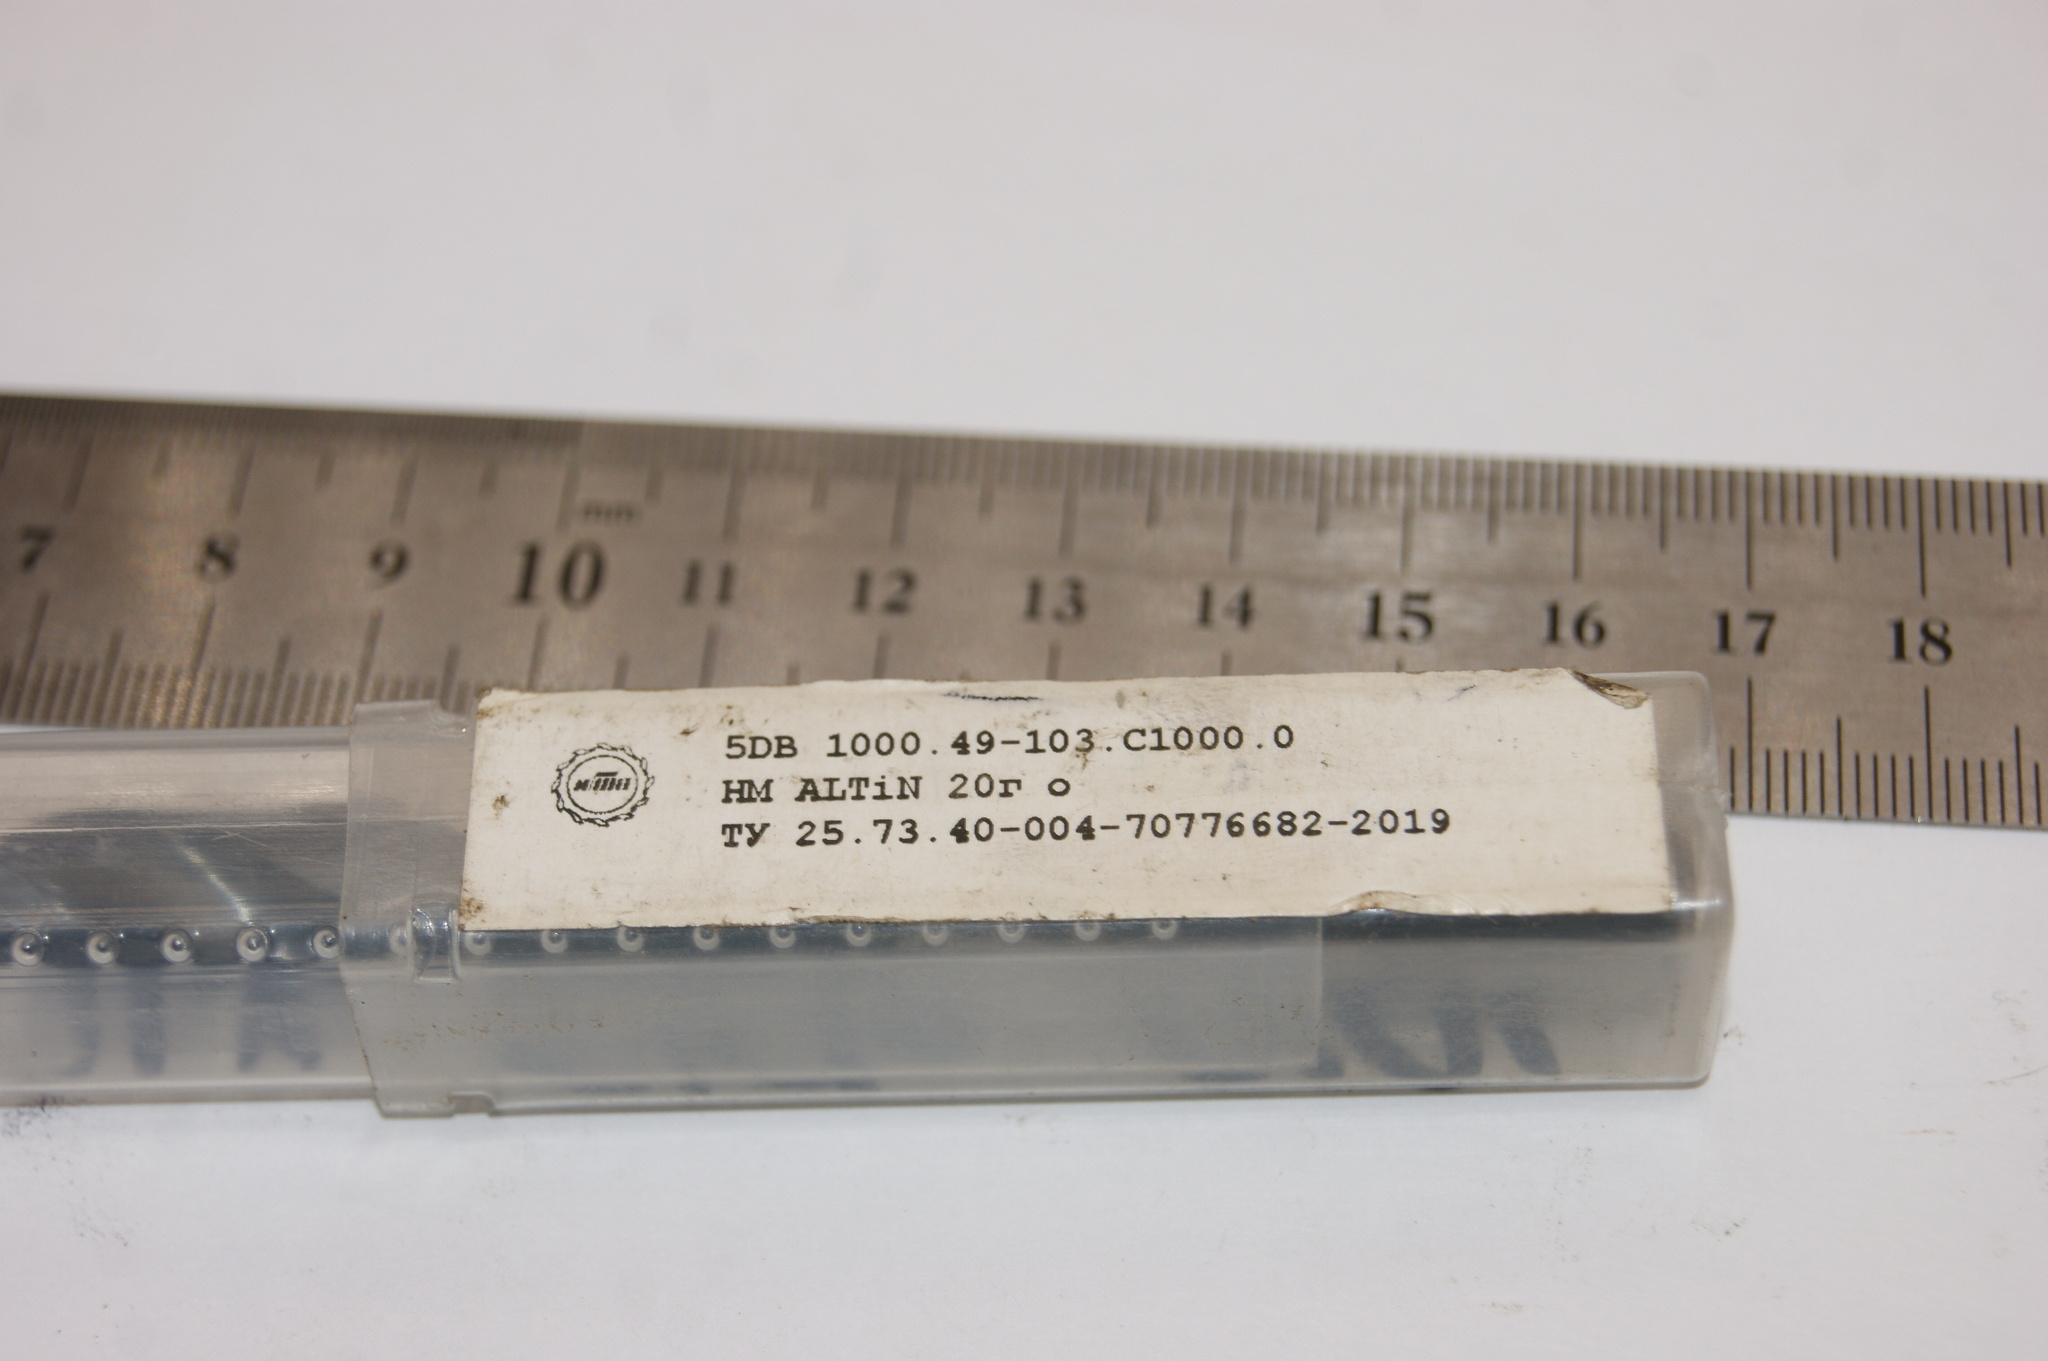 mm
7 8 9 10 11 12 13 14 15 16 17 18
5DB 1000.49-103.C1000.0
HM ALTiN 20г о
ТУ 25.73.40-004-70776682-2019